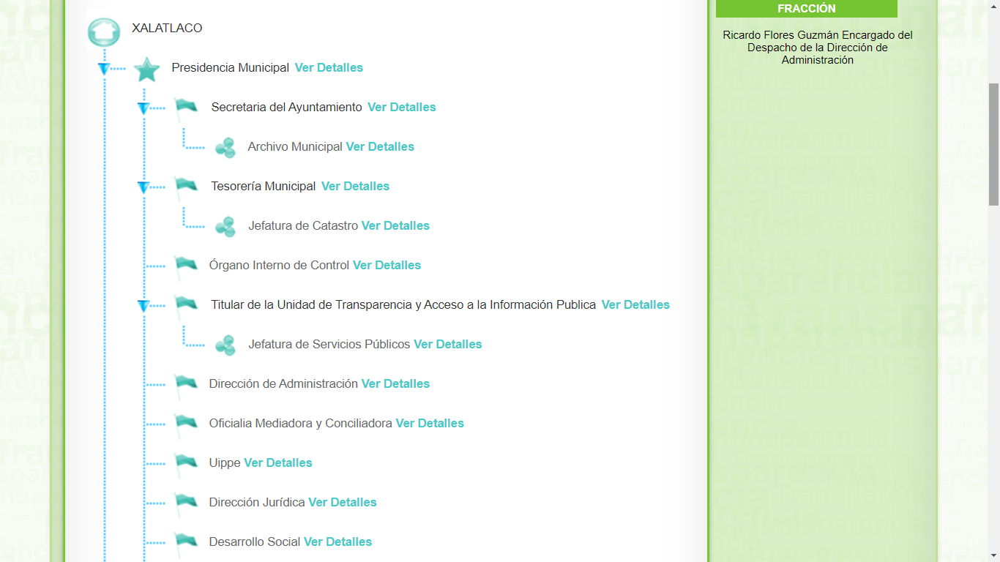 XALATLACO
Presidencia Municipal Ver Detalles
Secretaria del Ayuntamiento Ver Detalles
Archivo Municipal Ver Detalles
Tesorería Municipal Ver Detalles
Jefatura de Catastro Ver Detalles
Órgano Interno de Control Ver Detalles
Titular de la Unidad de Transparencia y Acceso a la Información Publica Ver Detalles
Jefatura de Servicios Públicos Ver Detalles
Dirección de Administración Ver Detalles
Oficialia Mediadora y Conciliadora Ver Detalles
Uippe Ver Detalles
Dirección Jurídica Ver Detalles
Desarrollo Social Ver Detalles
FRACCIÓN
Ricardo Flores Guzmán Encargado del
Despacho de la Dirección de
Administración